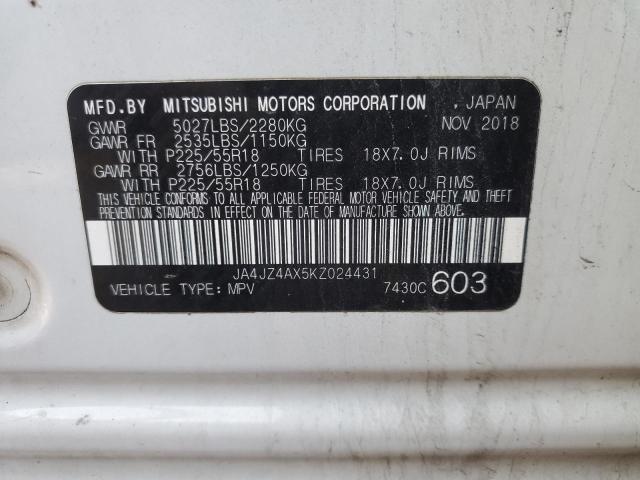 MFD.BY MITSUBISHI MOTORS CORPORATION , JAPAN
GVWR 5027LBS/2280KG NOV 2018
GAWR FR 2535LBS/1150KG
WITH P225/55R18 TIRES 18X7.0J RIMS
GAWR RR 2756LBS/1250KG
WITH P225/55R18 TIRES 18X7.0J RIMS
THIS VEHICLE CONFORMS TO ALL APPLICABLE FEDERAL MOTOR VEHICLE SAFETY AND THEFT
PREVENTION STANDARDS IN EFFECT ON THE DATE OF MANUFACTURE SHOWN ABOVE.
JA4JZ4AX5KZ024431
VEHICLE TYPE: MPV 7430C 603